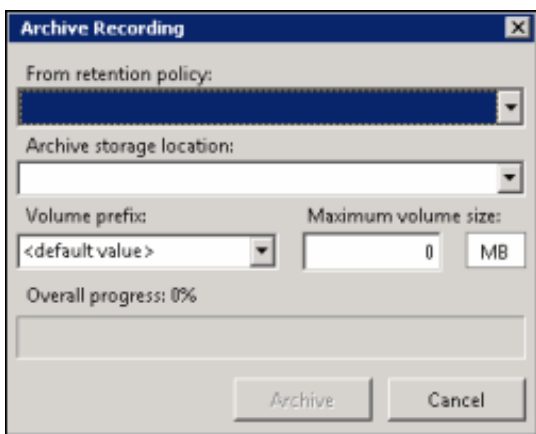 Archive Recording
From retention policy:
Archive storage location:
Volume prefix: Maximum volume size:
<default value> 0 MB
Overall progress: 0%
Archive Cancel